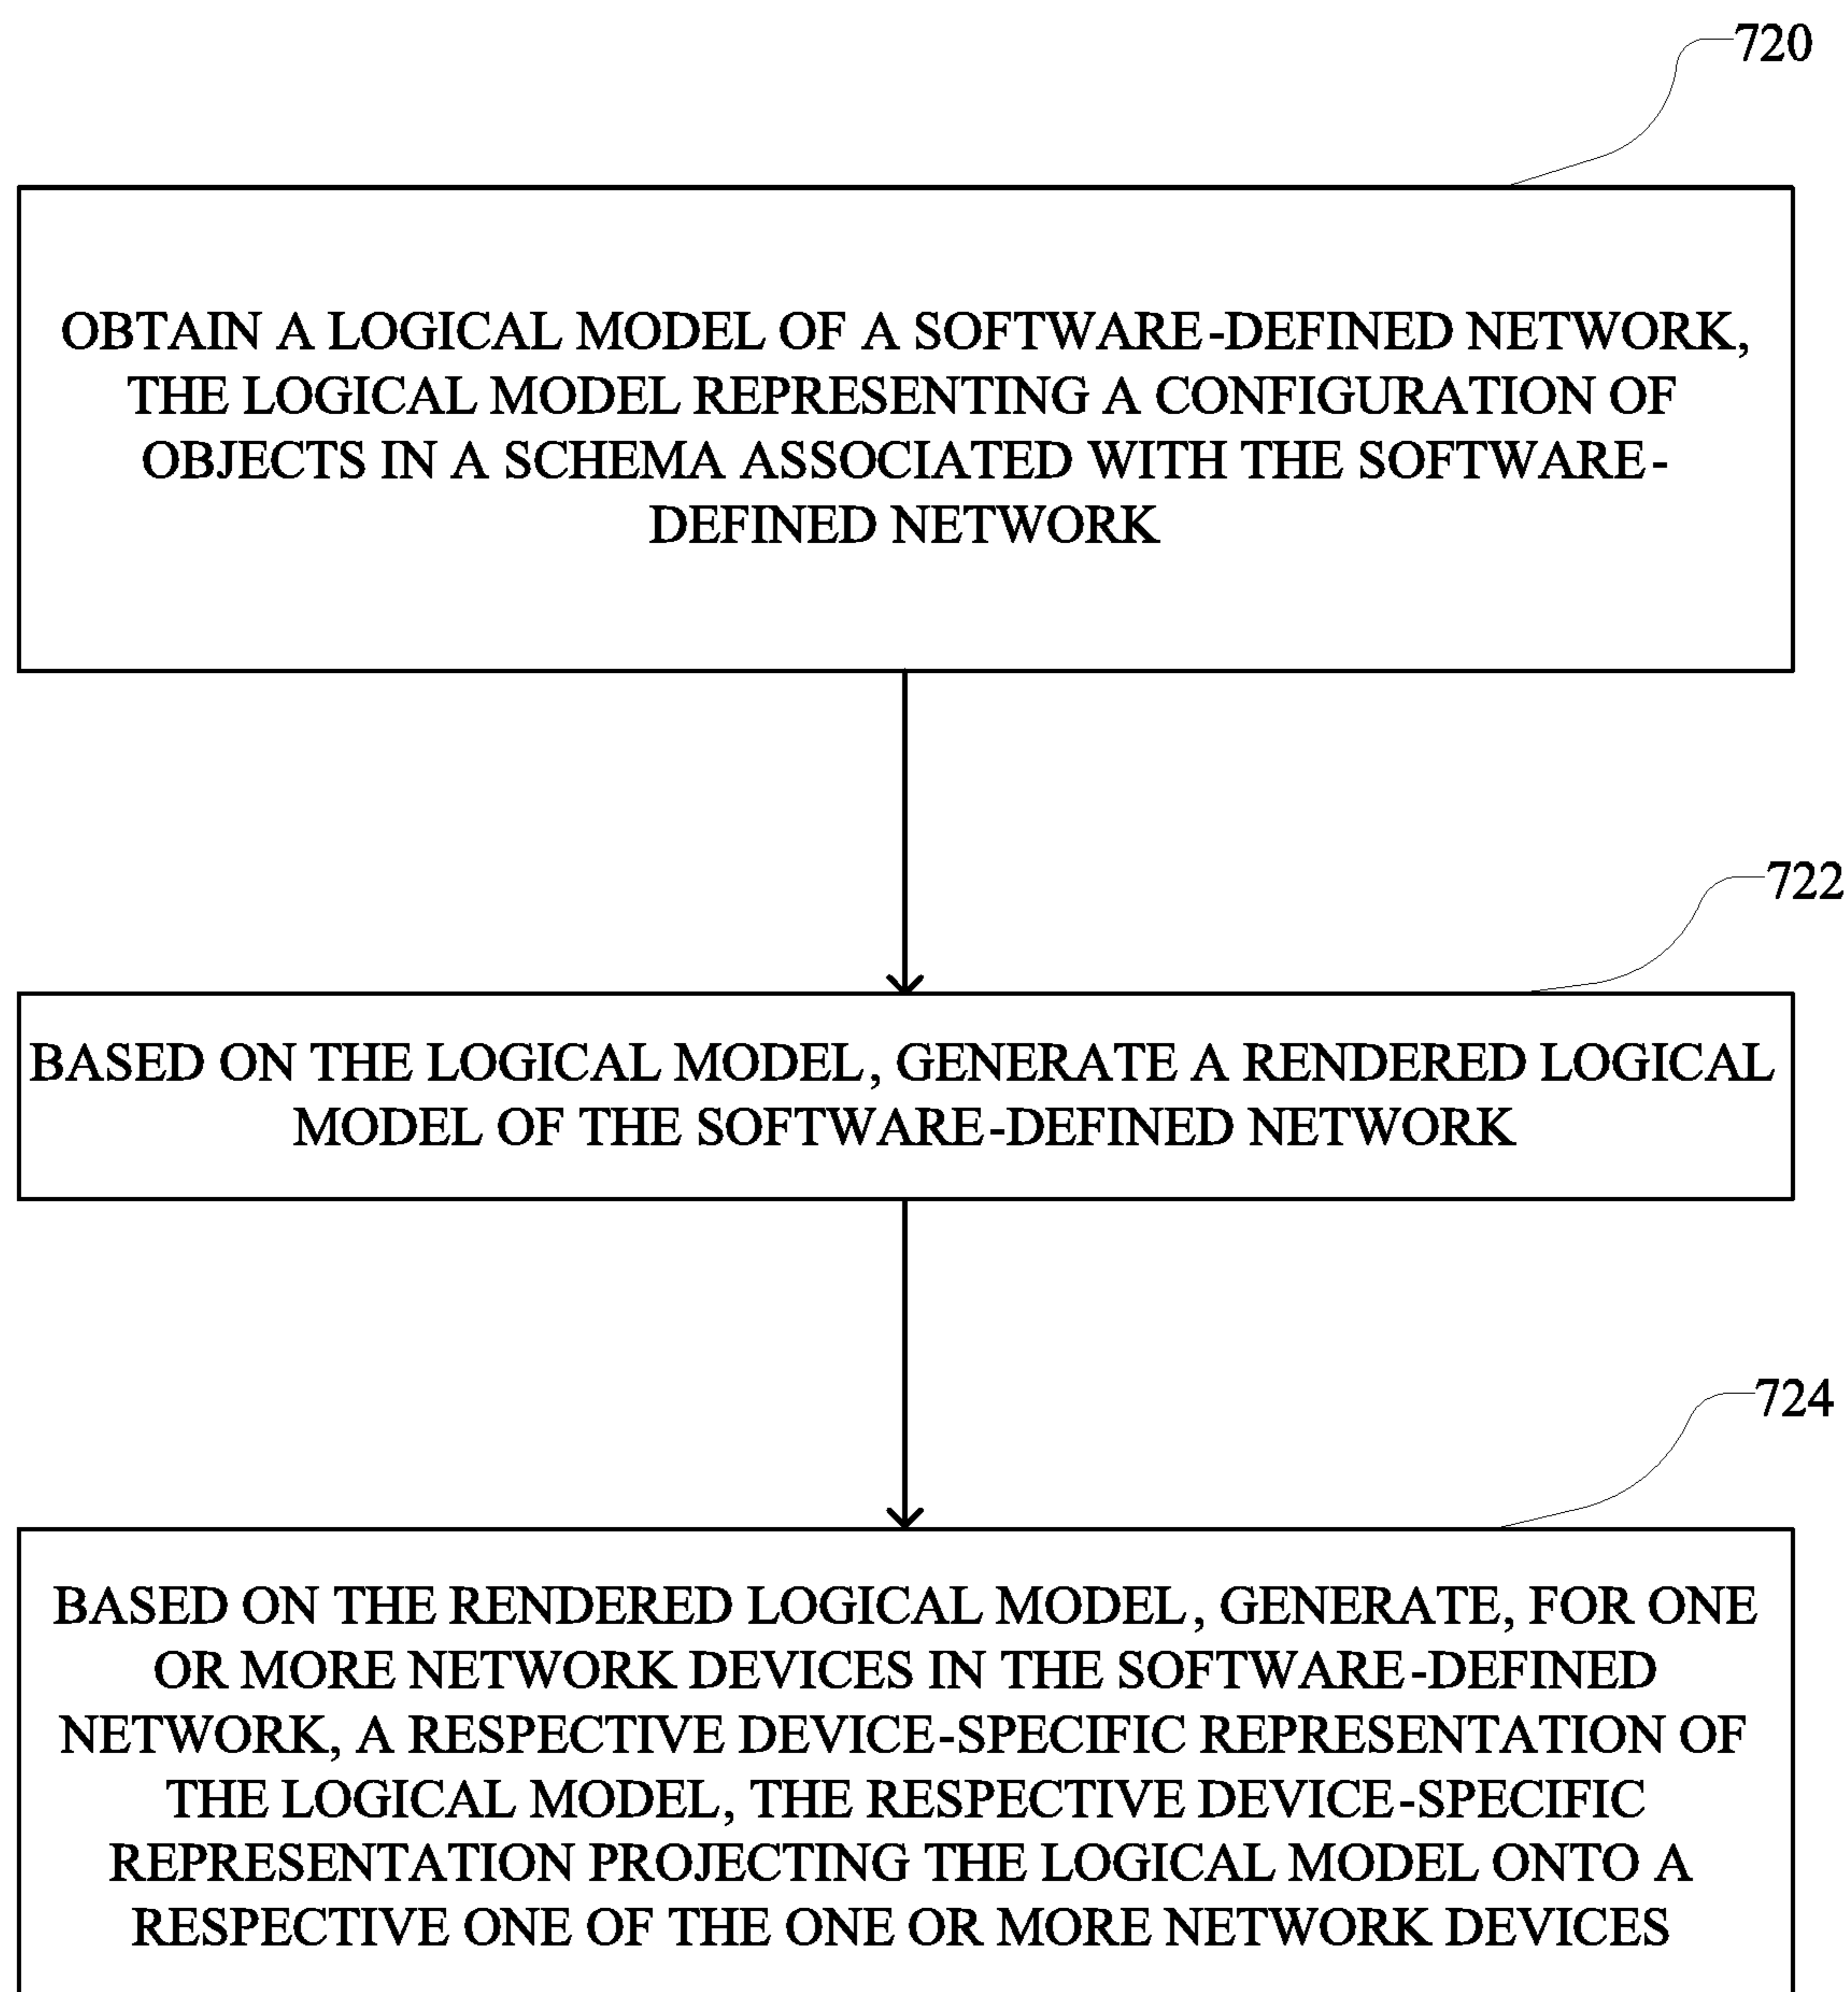 720
OBTAIN A LOGICAL MODEL OF A SOFTWARE-DEFINED NETWORK,
THE LOGICAL MODEL REPRESENTING A CONFIGURATION OF
OBJECTS IN A SCHEMA ASSOCIATED WITH THE SOFTWARE-
DEFINED NETWORK
722
BASED ON THE LOGICAL MODEL, GENERATE A RENDERED LOGICAL
MODEL OF THE SOFTWARE-DEFINED NETWORK
724
BASED ON THE RENDERED LOGICAL MODEL, GENERATE, FOR ONE
OR MORE NETWORK DEVICES IN THE SOFTWARE-DEFINED
NETWORK, A RESPECTIVE DEVICE-SPECIFIC REPRESENTATION OF
THE LOGICAL MODEL, THE RESPECTIVE DEVICE-SPECIFIC
REPRESENTATION PROJECTING THE LOGICAL MODEL ONTO A
RESPECTIVE ONE OF THE ONE OR MORE NETWORK DEVICES